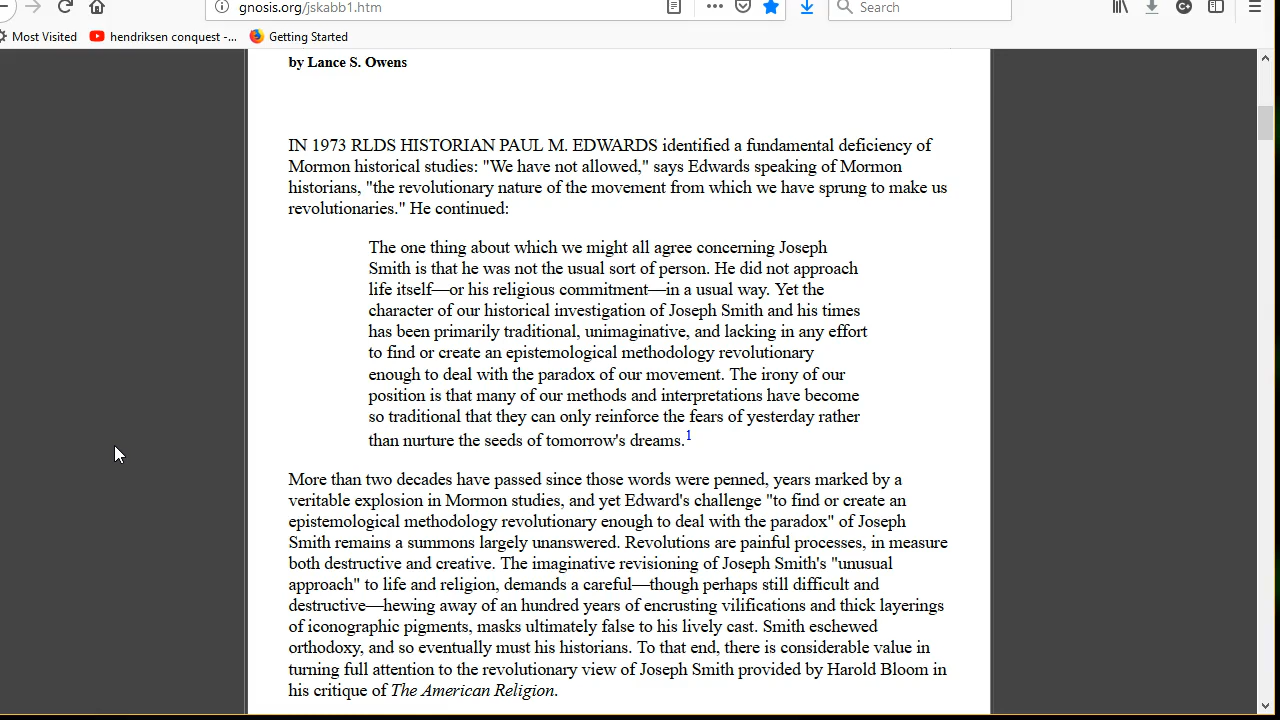 gnosis.org/jskabb1.htm
Search
Most Visited
hendriksen conquest -...
Getting Started
by Lance S. Owens
IN 1973 RLDS HISTORIAN PAUL M. EDWARDS identified a fundamental deficiency of
Mormon historical studies: "We have not allowed," says Edwards speaking of Mormon
historians, "the revolutionary nature of the movement from which we have sprung to make us
revolutionaries." He continued:
The one thing about which we might all agree concerning Joseph
Smith is that he was not the usual sort of person. He did not approach
life itself—or his religious commitment—in a usual way. Yet the
character of our historical investigation of Joseph Smith and his times
has been primarily traditional, unimaginative, and lacking in any effort
to find or create an epistemological methodology revolutionary
enough to deal with the paradox of our movement. The irony of our
position is that many of our methods and interpretations have become
so traditional that they can only reinforce the fears of yesterday rather
than nurture the seeds of tomorrow's dreams.1
More than two decades have passed since those words were penned, years marked by a
veritable explosion in Mormon studies, and yet Edward's challenge "to find or create an
epistemological methodology revolutionary enough to deal with the paradox" of Joseph
Smith remains a summons largely unanswered. Revolutions are painful processes, in measure
both destructive and creative. The imaginative revisioning of Joseph Smith's "unusual
approach" to life and religion, demands a careful—though perhaps still difficult and
destructive—hewing away of an hundred years of encrusting vilifications and thick layerings
of iconographic pigments, masks ultimately false to his lively cast. Smith eschewed
orthodoxy, and so eventually must his historians. To that end, there is considerable value in
turning full attention to the revolutionary view of Joseph Smith provided by Harold Bloom in
his critique of The American Religion.